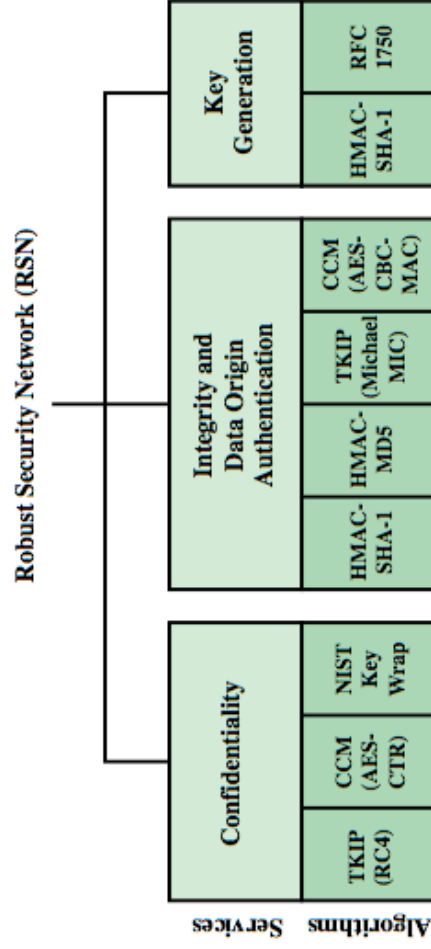 Robust Security Network (RSN)
Services
Confidentiality
Integrity and
Data Origin
Authentication
Key
Generation
Algorithms
TKIP
(RC4)
CCM
(AES-
CTR)
NIST
Key
Wrap
HMAC-
SHA-1
HMAC-
MD5
TKIP
(Michael
MIC)
CCM
(AES-
CBC-
MAC)
HMAC-
SHA-1
RFC
1750